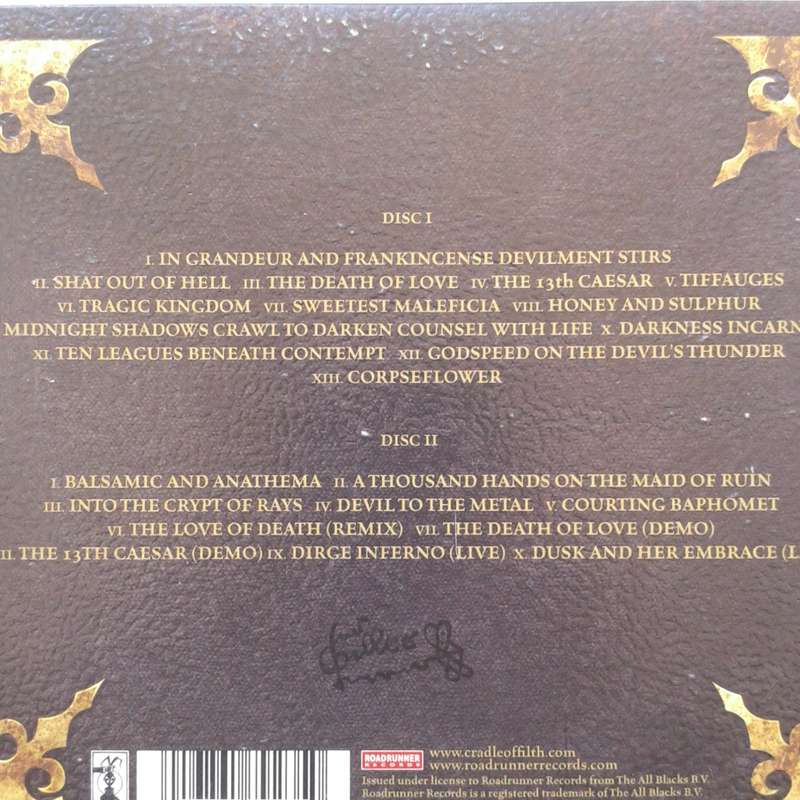 DISC I
I. IN GRANDEUR AND FRANKINCENSE DEVILMENT STIRS
II. SHAT OUT OF HELL III. THE DEATH OF LOVE IV. THE 13th CAESAR V. TIFFAUGES
VI. TRAGIC KINGDOM VII. SWEETEST MALEFICIA VIII. HONEY AND SULPHUR
MIDNIGHT SHADOWS CRAWL TO DARKEN COUNSEL WITH LIFE X. DARKNESS INCARN
XI. TEN LEAGUES BENEATH CONTEMPT XII. GODSPEED ON THE DEVIL'S THUNDER
XIII. CORPSEFLOWER
DISC II
I. BALSAMIC AND ANATHEMA II. A THOUSAND HANDS ON THE MAID OF RUIN
III. INTO THE CRYPT OF RAYS IV. DEVIL TO THE METAL V. COURTING BAPHOMET
VI. THE LOVE OF DEATH (REMIX) VII. THE DEATH OF LOVE (DEMO)
II. THE 13TH CAESAR (DEMO) IX. DIRGE INFERNO (LIVE) X. DUSK AND HER EMBRACE (L
ROADRUNNER
RECORDS
www.cradleoffilth.com
www.roadrunnerrecords.com
Issued under license to Roadrunner Records from The All Blacks B.V.
Roadrunner Records is a registered trademark of The All Blacks B.V.